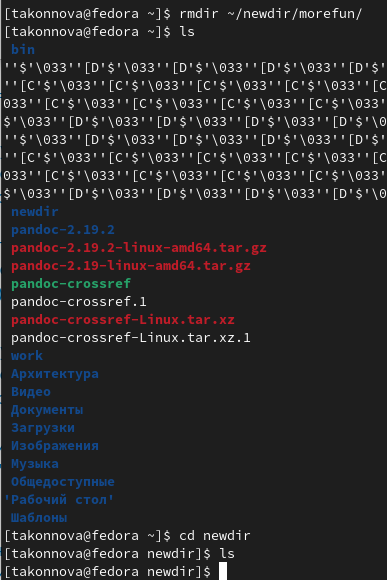 [takonnova@fedora ~]$ rmdir ~/newdir/morefun/
[takonnova@fedora ~]$ ls
bin
''$'\033''[D'$'\033''[D'$'\033''[D'$'\033''[D'$'
''[C'$'\033''[C'$'\033''[C'$'\033''[C'$'\033''[C
033''[C'$'\033''[C'$'\033''[C'$'\033''[C'$'\033'
$'\033''[D'$'\033''[D'$'\033''[D'$'\033''[D'$'\0
''$'\033''[D'$'\033''[D'$'\033''[D'$'\033''[D'$'
''[C'$'\033''[C'$'\033''[C'$'\033''[C'$'\033''[C
033''[C'$'\033''[C'$'\033''[C'$'\033''[C'$'\033'
$'\033''[D'$'\033''[D'$'\033''[D'$'\033''[D'$'\0
newdir
pandoc-2.19.2
pandoc-2.19.2-linux-amd64.tar.gz
pandoc-2.19-linux-amd64.tar.gz
pandoc-crossref
pandoc-crossref.1
pandoc-crossref-Linux.tar.xz
pandoc-crossref-Linux.tar.xz.1
work
Архитектура
Видео
Документы
Загрузки
Изображения
Музыка
Общедоступные
'Рабочий стол'
Шаблоны
[takonnova@fedora ~]$ cd newdir
[takonnova@fedora newdir]$ ls
[takonnova@fedora newdir]$